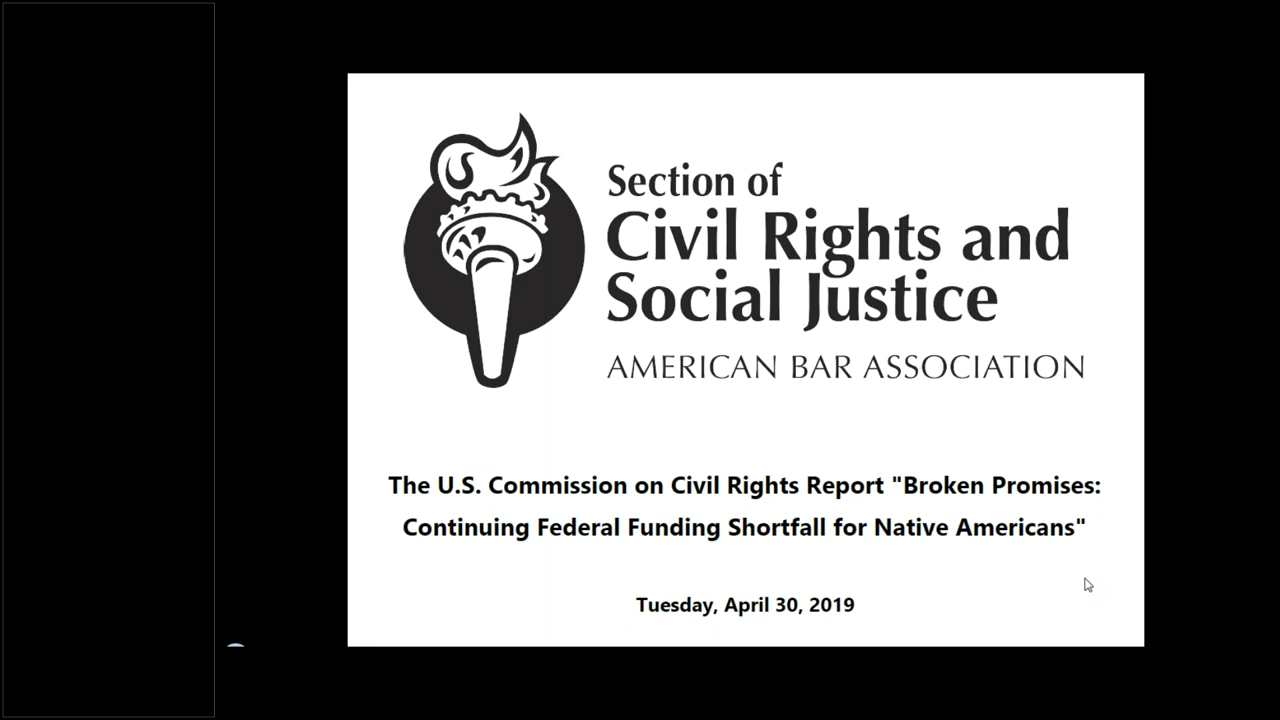 Section of
Civil Rights and
Social Justice
AMERICAN BAR ASSOCIATION
The U.S. Commission on Civil Rights Report "Broken Promises:
Continuing Federal Funding Shortfall for Native Americans"
Tuesday, April 30, 2019